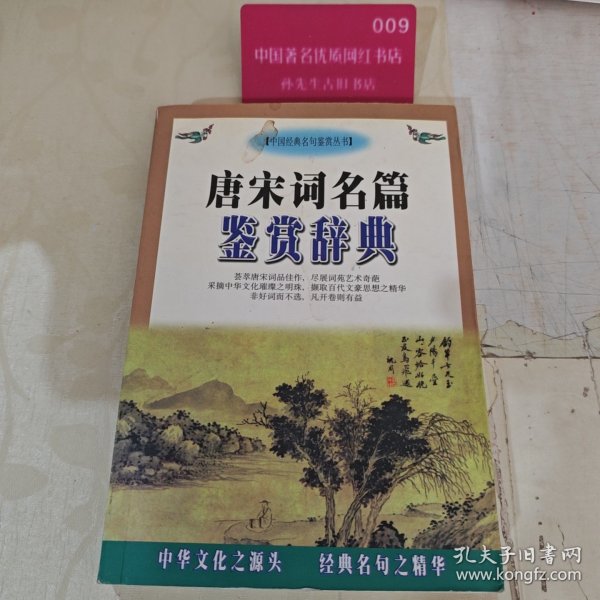 009
中国著名优质网红书店
孙先生古旧书店
【中国经典名句鉴赏丛书】
唐宋词名篇
鉴赏辞典
荟萃唐宋词品佳作，尽展词苑艺术奇葩
采摘中华文化璀璨之明珠，撷取百代文豪思想之精华
非好词而不选，凡开卷则有益
中华文化之源头 经典名句之精华
孔夫子旧书网
www.kongfz.com